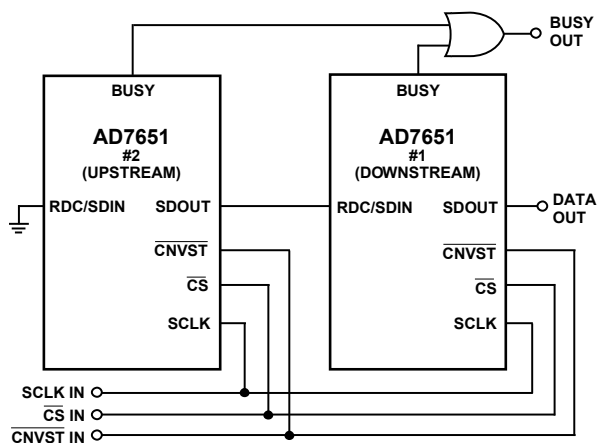 BUSY
OUT
BUSY
AD7651
#2
(UPSTREAM)
RDC/SDIN
SDOUT
CNVST
CS
SCLK
BUSY
AD7651
#1
(DOWNSTREAM)
RDC/SDIN
SDOUT
CNVST
CS
SCLK
DATA
OUT
SCLK IN
CS IN
CNVST IN